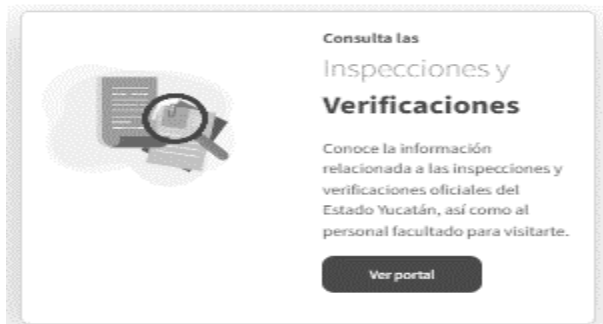 Consulta las
Inspecciones y
Verificaciones
Conoce la información
relacionada a las inspecciones y
verificaciones oficiales del
Estado Yucatán, así como al
personal facultado para visitarte.
Ver portal